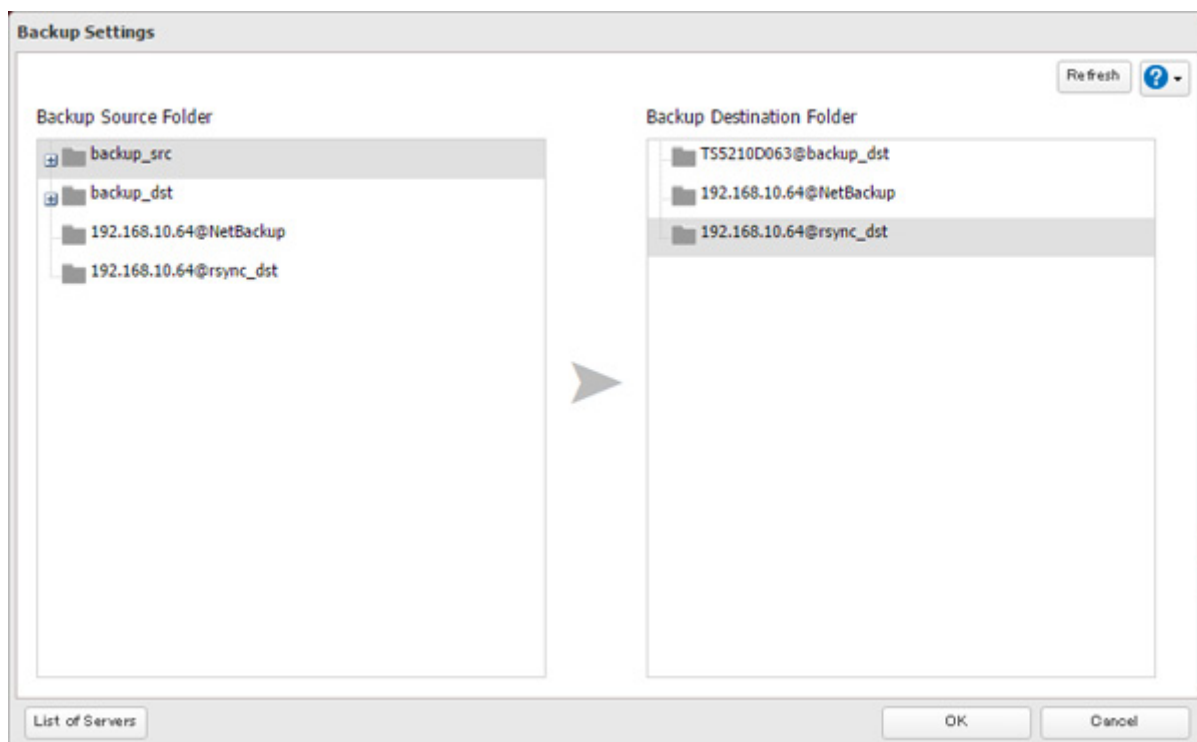 Backup Settings
Refresh
?
Backup Source Folder
backup_src
backup_dst
192.168.10.64@NetBackup
192.168.10.64@rsync_dst
Backup Destination Folder
TS5210D063@backup_dst
192.168.10.64@NetBackup
192.168.10.64@rsync_dst
List of Servers
OK
Cancel